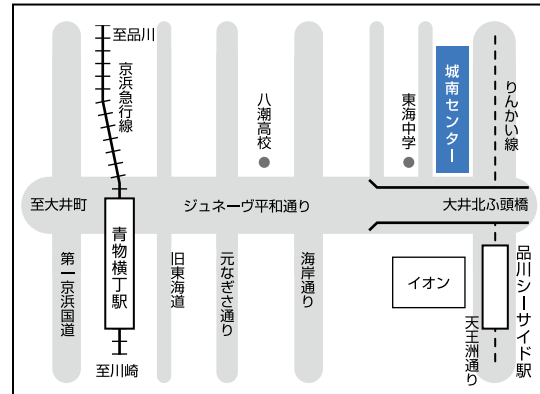 至品川
京浜急行線
八潮高校
東海中学
城南センター
りんかい線
至大井町
ジュネーヴ平和通り
大井北ふ頭橋
第一京浜国道
青物横丁駅
旧東海道
元なぎさ通り
海岸通り
イオン
天王洲通り
品川シーサイド駅
至川崎